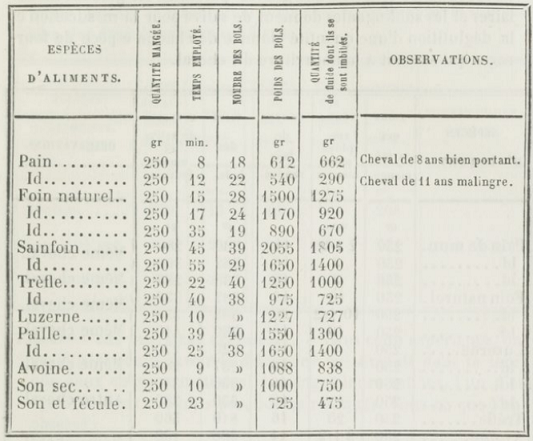 ESPÈCES D'ALIMENTS. QUANTITÉ MANGÉE. TEMPS EMPLOYÉ. NOMBRE DES BOLS. POIDS DES BOLS. QUANTITÉ de fluide dont ils se sont imbibés. OBSERVATIONS.
gr min. gr gr
Pain......... 250 8 18 612 662 Cheval de 8 ans bien portant.
Id......... 250 12 22 540 290 Cheval de 11 ans malingre.
Foin naturel.. 250 15 28 1500 1275
Id......... 250 17 24 1170 920
Id......... 250 35 19 890 670
Sainfoin...... 250 45 39 2055 1805
Id......... 250 55 29 1650 1400
Trèfle....... 250 22 40 1250 1000
Id......... 250 40 38 975 725
Luzerne...... 250 10 » 1227 727
Paille........ 250 39 40 1550 1300
Id......... 250 25 38 1650 1400
Avoine....... 250 9 » 1088 838
Son sec...... 250 10 » 1000 750
Son et fécule. 250 23 » 725 475